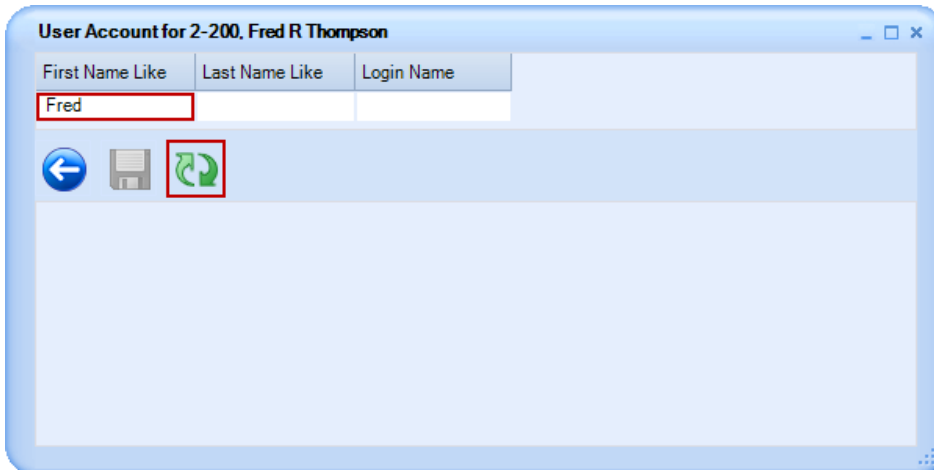 User Account for 2-200, Fred R Thompson
First Name Like Last Name Like Login Name
Fred